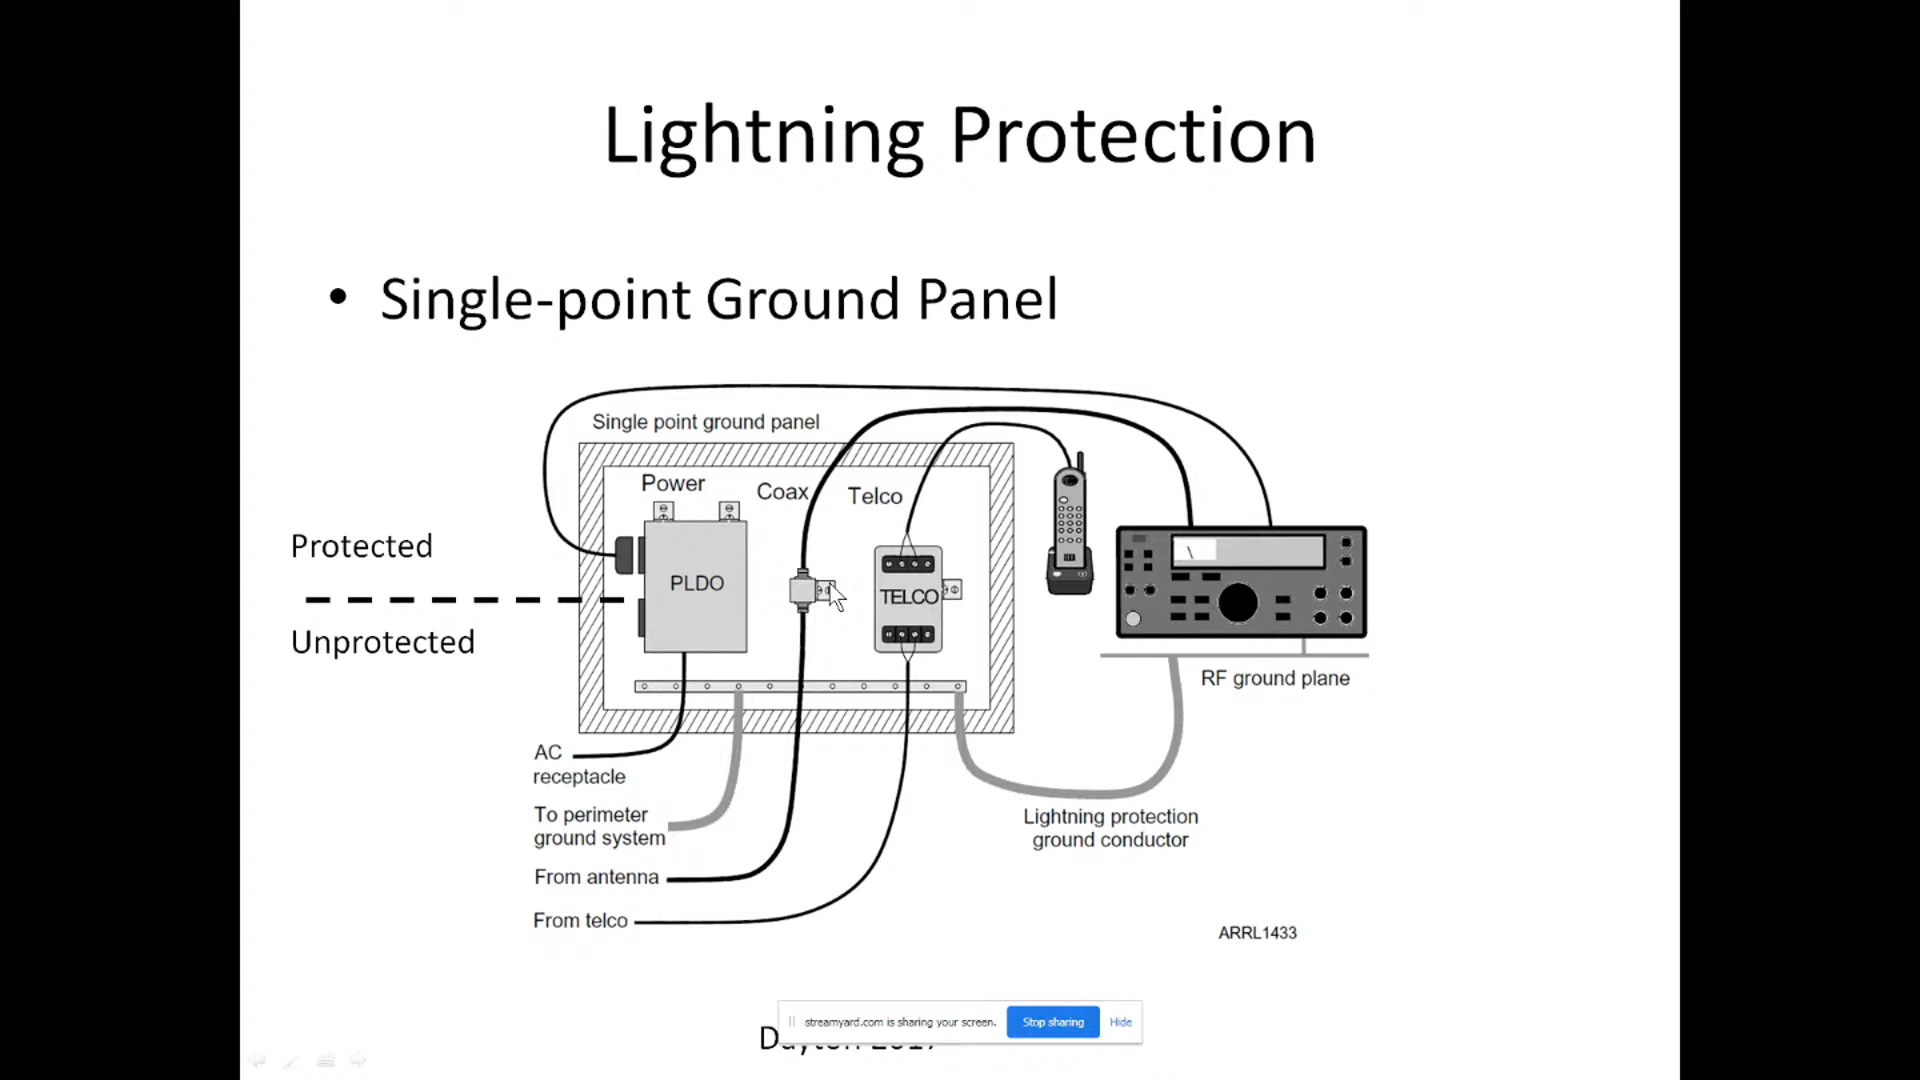 Lightning Protection
• Single-point Ground Panel
Single point ground panel
Power
Coax
Telco
Protected
PLDO
TELCO
Unprotected
RF ground plane
AC
receptacle
To perimeter
ground system
Lightning protection
ground conductor
From antenna
From telco
ARRL1433
streamyard.com is sharing your screen.
Stop sharing
Hide